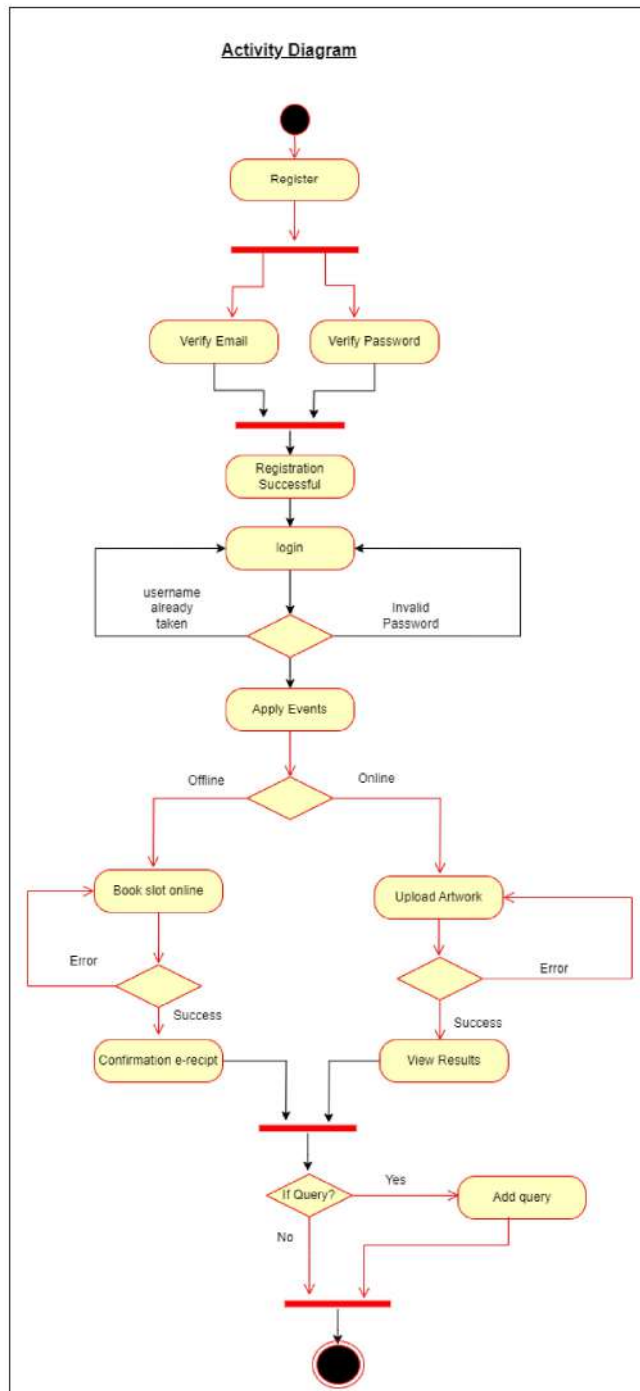 Activity Diagram
Register
Verify Email
Verify Password
Registration
Successful
login
username
already
taken
Invalid
Password
Apply Events
Offline
Online
Book slot online
Upload Artwork
Error
Error
Success
Success
Confirmation e-recipt
View Results
If Query?
Yes
Add query
No